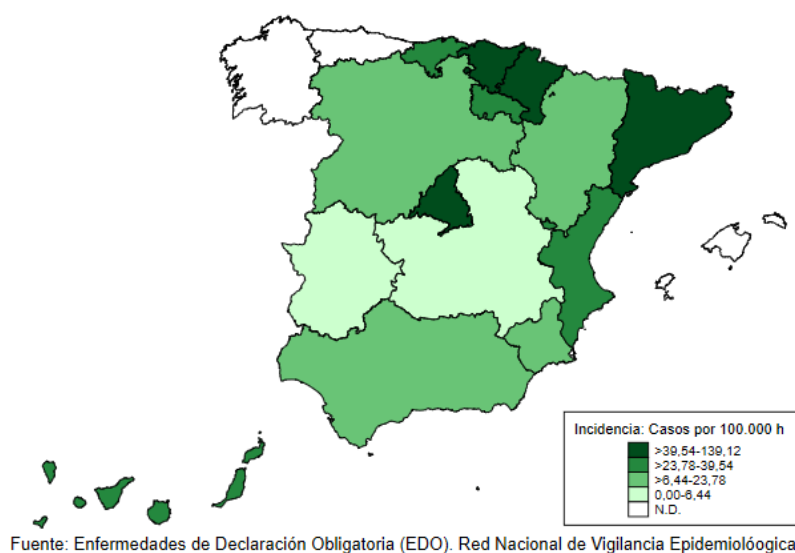 Incidencia: Casos por 100.000 h
>39,54-139,12
>23,78-39,54
>6,44-23,78
0,00-6,44
N.D.
Fuente: Enfermedades de Declaración Obligatoria (EDO). Red Nacional de Vigilancia Epidemiolóogica